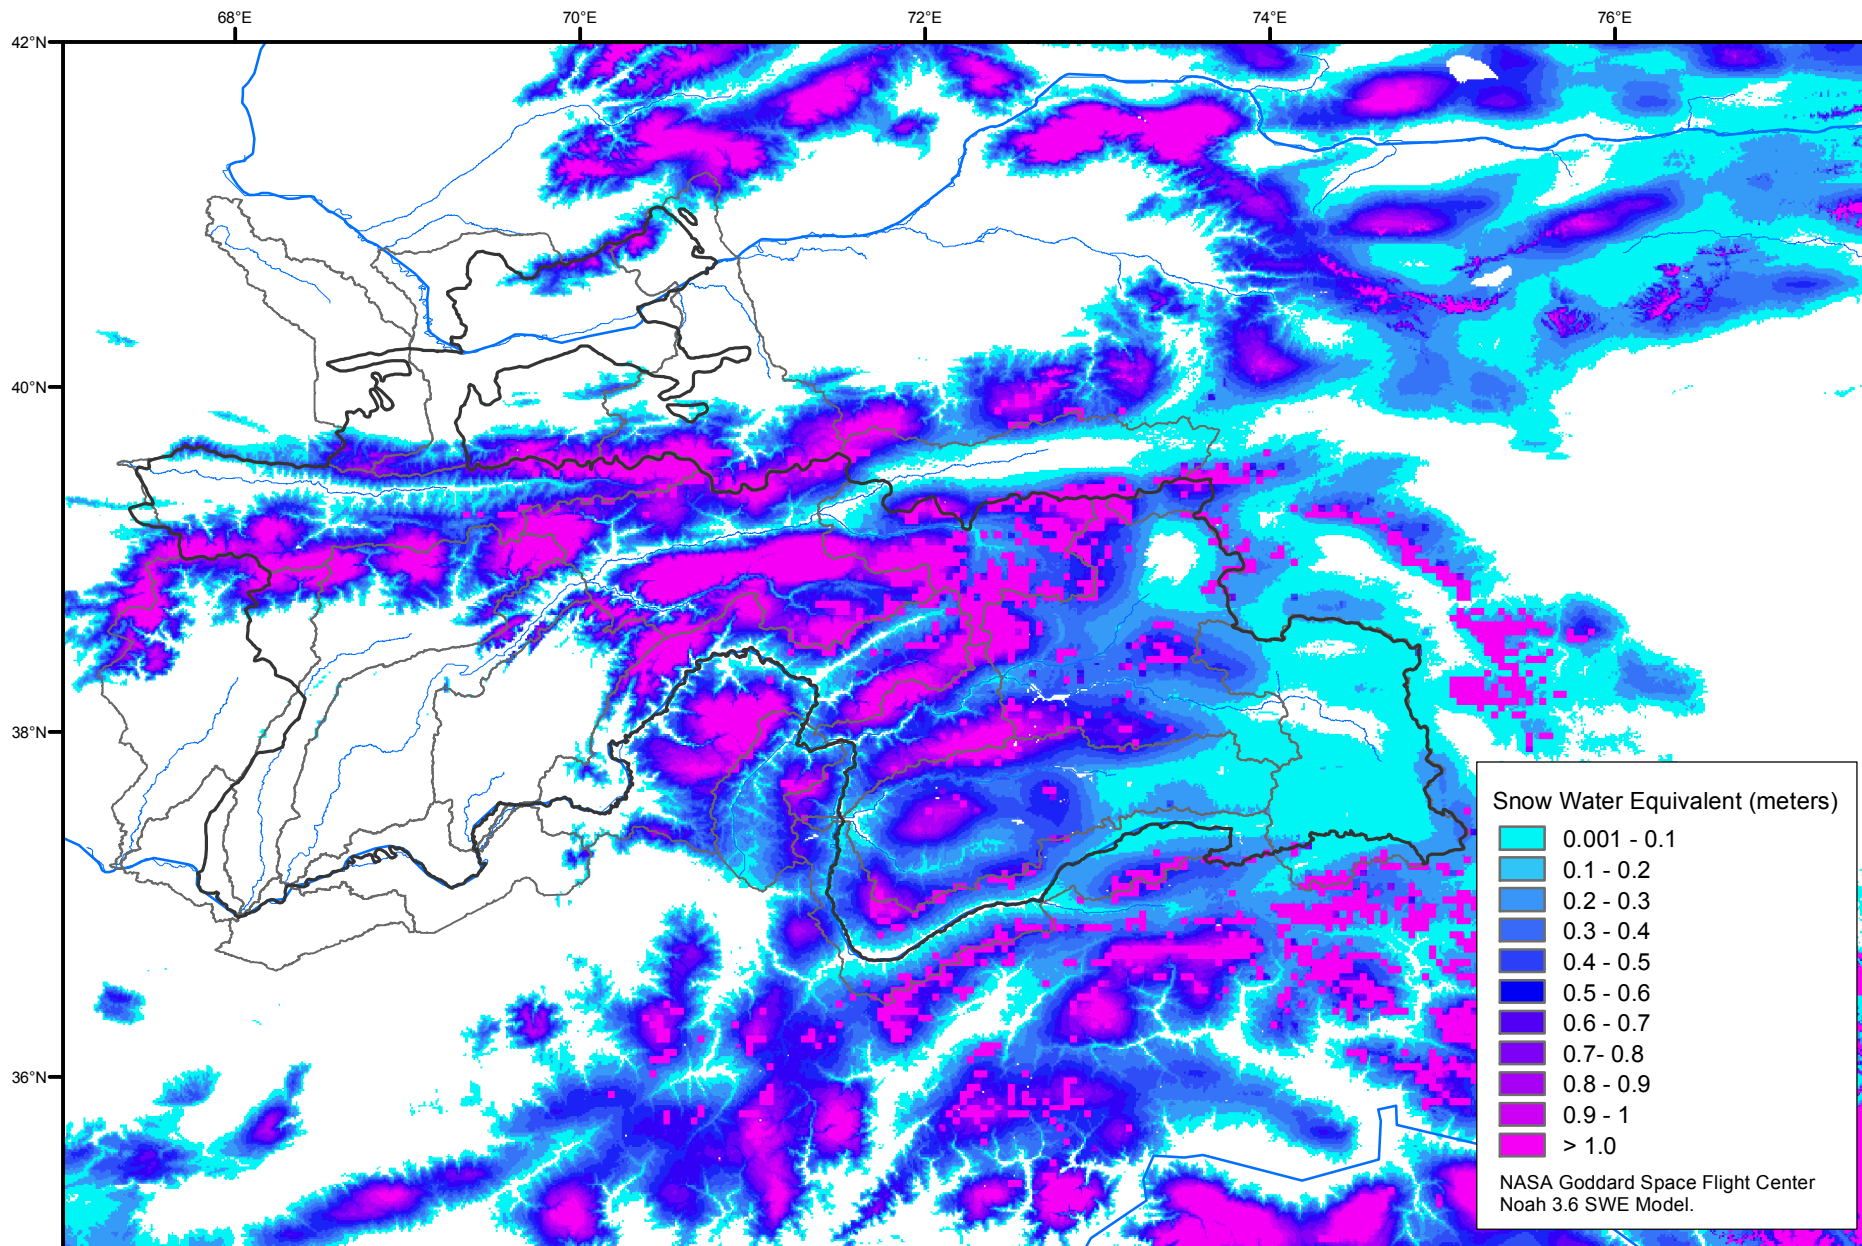 68°E 70°E 72°E 74°E 76°E
42°N
40°N
38°N
36°N
Snow Water Equivalent (meters)
0.001 - 0.1
0.1 - 0.2
0.2 - 0.3
0.3 - 0.4
0.4 - 0.5
0.5 - 0.6
0.6 - 0.7
0.7- 0.8
0.8 - 0.9
0.9 - 1
> 1.0
NASA Goddard Space Flight Center
Noah 3.6 SWE Model.